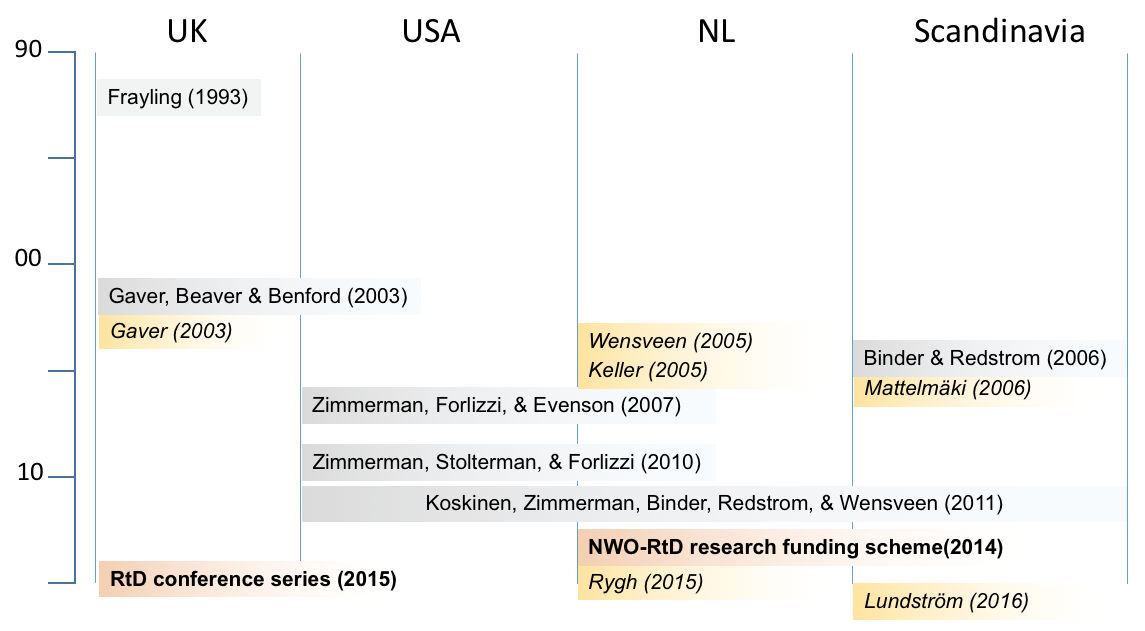 UK
USA
NL
Scandinavia
90
Frayling (1993)
00
Gaver, Beaver & Benford (2003)
Gaver (2003)
Wensveen (2005)
Keller (2005)
Binder & Redstrom (2006)
Mattelmäki (2006)
Zimmerman, Forlizzi, & Evenson (2007)
Zimmerman, Stolterman, & Forlizzi (2010)
10
Koskinen, Zimmerman, Binder, Redstrom, & Wensveen (2011)
NWO-RtD research funding scheme(2014)
RtD conference series (2015)
Rygh (2015)
Lundström (2016)